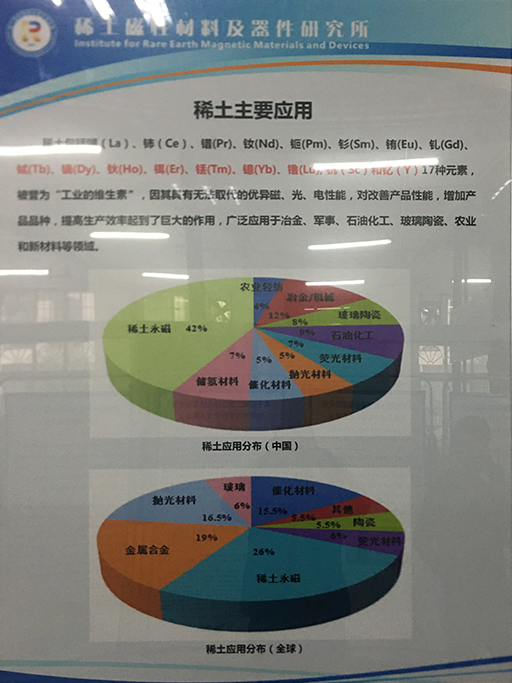 稀土磁性材料及器件研究所
Institute for Rare Earth Magnetic Materials and Devices
稀土主要应用
稀土包括镧(La)、铈(Ce)、镨(Pr)、钕(Nd)、钷(Pm)、钐(Sm)、铕(Eu)、钆(Gd)、
铽(Tb)、镝(Dy)、钬(Ho)、铒(Er)、铥(Tm)、镱(Yb)、镥(Lu)、钪(Sc)和钇(Y)17种元素,
被誉为“工业的维生素”,因其具有无法取代的优异磁、光、电性能,对改善产品性能,增加产
品品种,提高生产效率起到了巨大的作用,广泛应用于冶金、军事、石油化工、玻璃陶瓷、农业
和新材料等领域。
农业轻纺
6%
冶金/机械
12%
玻璃陶瓷
8%
石油化工
9%
荧光材料
7%
抛光材料
5%
催化材料
5%
储氢材料
7%
稀土永磁 42%
稀土应用分布(中国)
玻璃
6%
催化材料
15.5%
其他
5.5%
陶瓷
5.5%
荧光材料
6%
稀土永磁
26%
金属合金
19%
抛光材料
16.5%
稀土应用分布(全球)